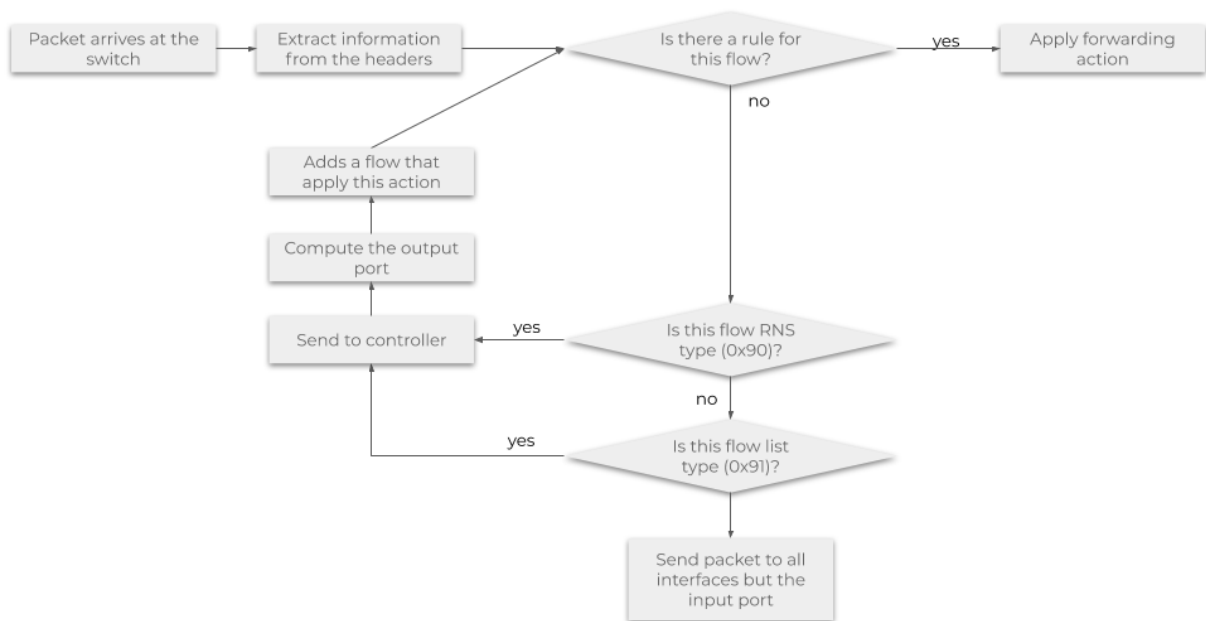 Packet arrives at the
switch
Extract information
from the headers
Is there a rule for
this flow?
yes
Apply forwarding
action
no
Adds a flow that
apply this action
Compute the output
port
Send to controller
yes
Is this flow RNS
type (0x90)?
no
yes
Is this flow list
type (0x91)?
Send packet to all
interfaces but the
input port